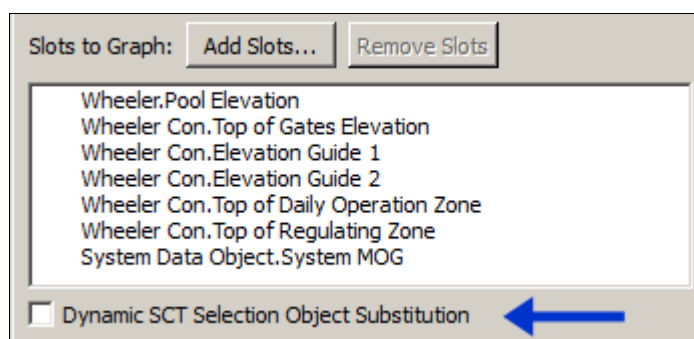 Slots to Graph: Add Slots... Remove Slots
Wheeler.Pool Elevation
Wheeler Con.Top of Gates Elevation
Wheeler Con.Elevation Guide 1
Wheeler Con.Elevation Guide 2
Wheeler Con.Top of Daily Operation Zone
Wheeler Con.Top of Regulating Zone
System Data Object.System MOG
Dynamic SCT Selection Object Substitution